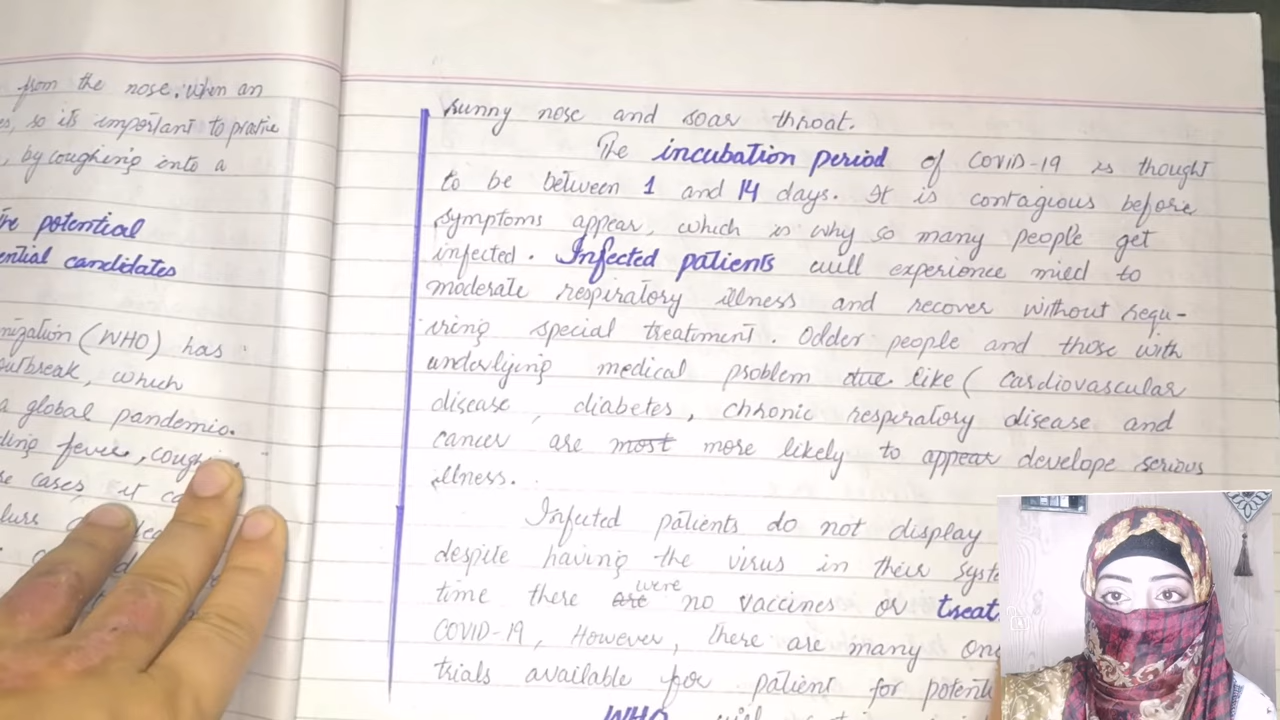 from the nose. when an
so it's important to pratice
, by coughing into a
potential
ential candidates
nization (WHO) has
outbreak, which
a global pandemic.
ding fever, cough
se cases, it
runny nose and soar throat.
The incubation period of COVID-19 is thought
to be between 1 and 14 days. It is contagious before
symptoms appear, which is why so many people get
infected. Infected patients will experience mied to
moderate respiratory illness and recover without requ-
iring special treatiment. Odder people and those with
underlying medical problem due like ( Cardiovascular
disease, diabetes, chronic respiratory disease and
cancer are most more likely to appear develope serious
illness.
Infected patients do not display
despite having the virus in their syste
time there are were no vaccines or treat
COVID-19, However, there are many ong
trials available for patient for potent
WHO will